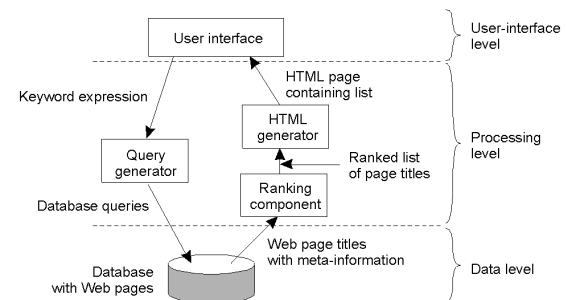 User interface
User-interface
level
HTML page
containing list
Keyword expression
HTML
generator
Processing
level
Query
generator
Ranked list
of page titles
Ranking
component
Database queries
Web page titles
with meta-information
Database
with Web pages
Data level